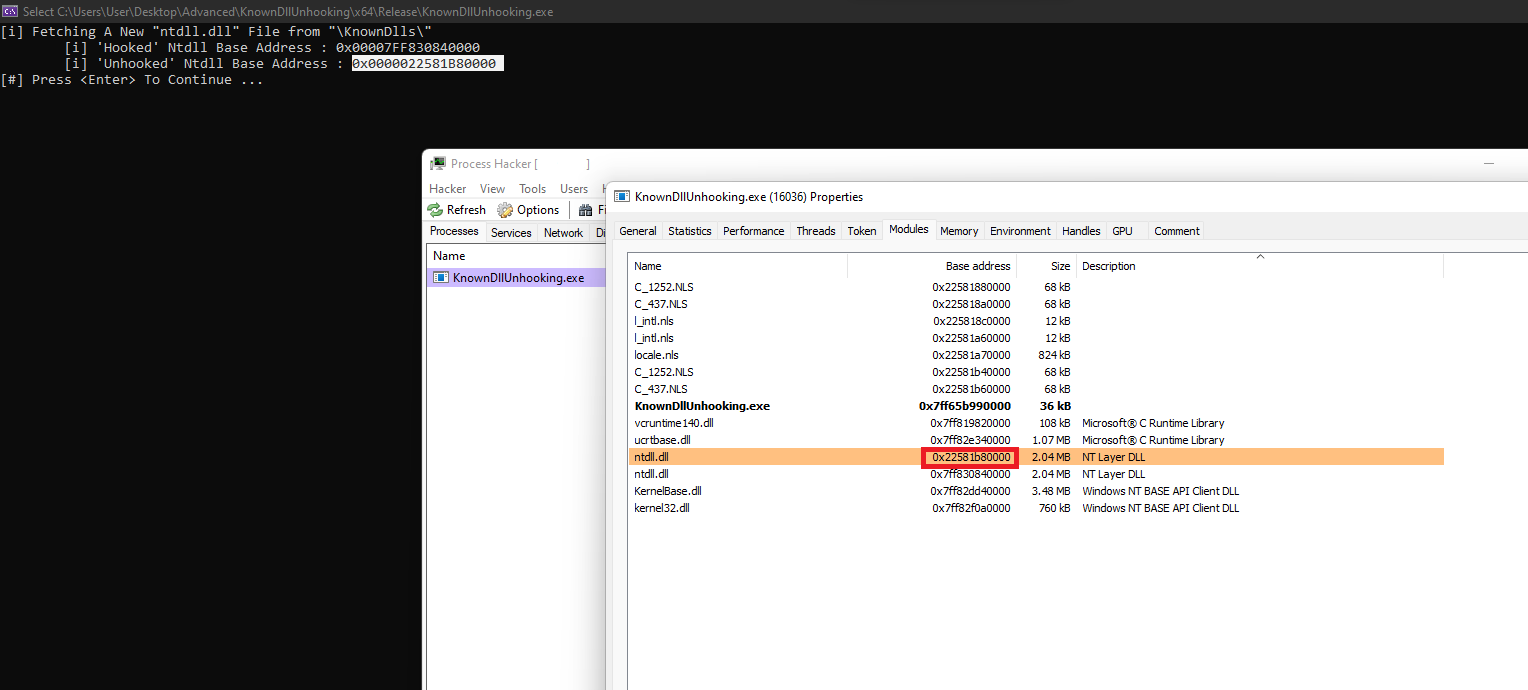 Select C:\Users\User\Desktop\Advanced\KnownDllUnhooking\x64\Release\KnownDllUnhooking.exe
[i] Fetching A New "ntdll.dll" File from "\KnownDlls\"
[i] 'Hooked' Ntdll Base Address : 0x00007FF830840000
[i] 'Unhooked' Ntdll Base Address : 0x0000022581B80000
[#] Press <Enter> To Continue ...
Process Hacker [ ]
Hacker View Tools Users
Refresh Options Fi
Processes Services Network Di
Name
KnownDllUnhooking.exe
KnownDllUnhooking.exe (16036) Properties
General Statistics Performance Threads Token Modules Memory Environment Handles GPU Comment
Name Base address Size Description
C_1252.NLS 0x22581880000 68 kB
C_437.NLS 0x225818a0000 68 kB
l_intl.nls 0x225818c0000 12 kB
l_intl.nls 0x22581a60000 12 kB
locale.nls 0x22581a70000 824 kB
C_1252.NLS 0x22581b40000 68 kB
C_437.NLS 0x22581b60000 68 kB
KnownDllUnhooking.exe 0x7ff65b990000 36 kB
vcruntime140.dll 0x7ff819820000 108 kB Microsoft® C Runtime Library
ucrtbase.dll 0x7ff82e340000 1.07 MB Microsoft® C Runtime Library
ntdll.dll 0x22581b80000 2.04 MB NT Layer DLL
ntdll.dll 0x7ff830840000 2.04 MB NT Layer DLL
KernelBase.dll 0x7ff82dd40000 3.48 MB Windows NT BASE API Client DLL
kernel32.dll 0x7ff82f0a0000 760 kB Windows NT BASE API Client DLL